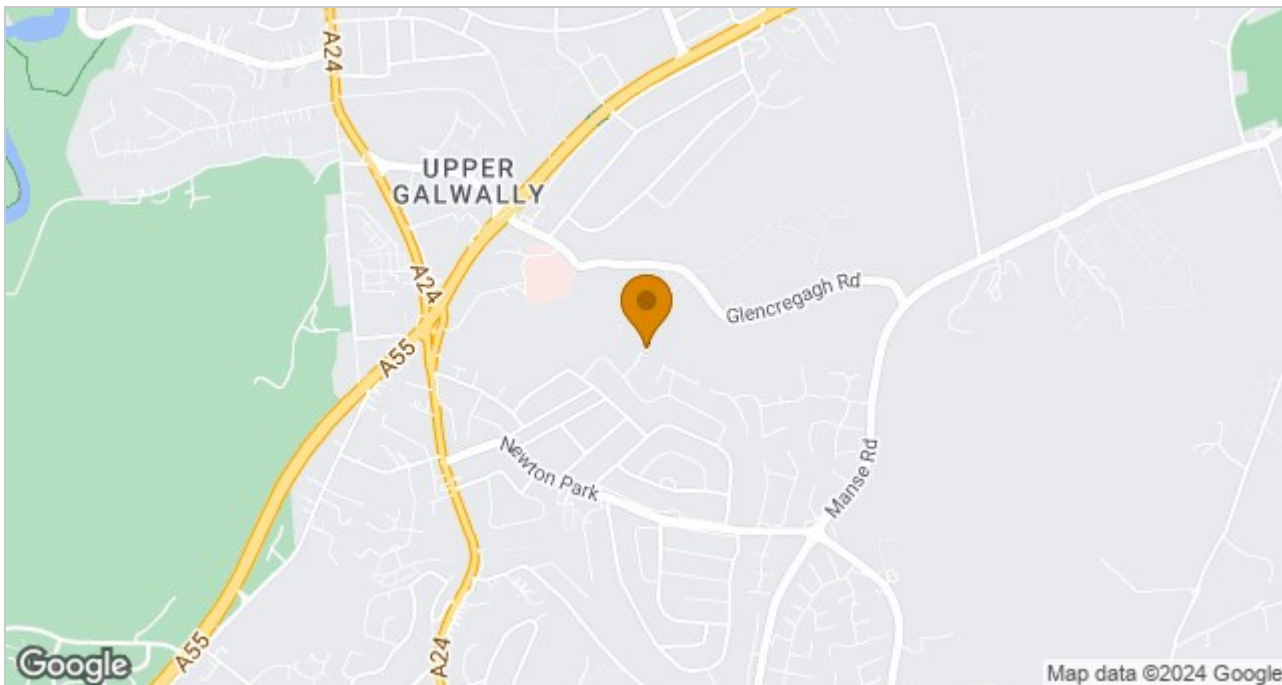 A24
UPPER
GALWALLY
A24
Glencregagh Rd
A55
Newton Park
Manse Rd
A55
A24
Google
Map data ©2024 Google